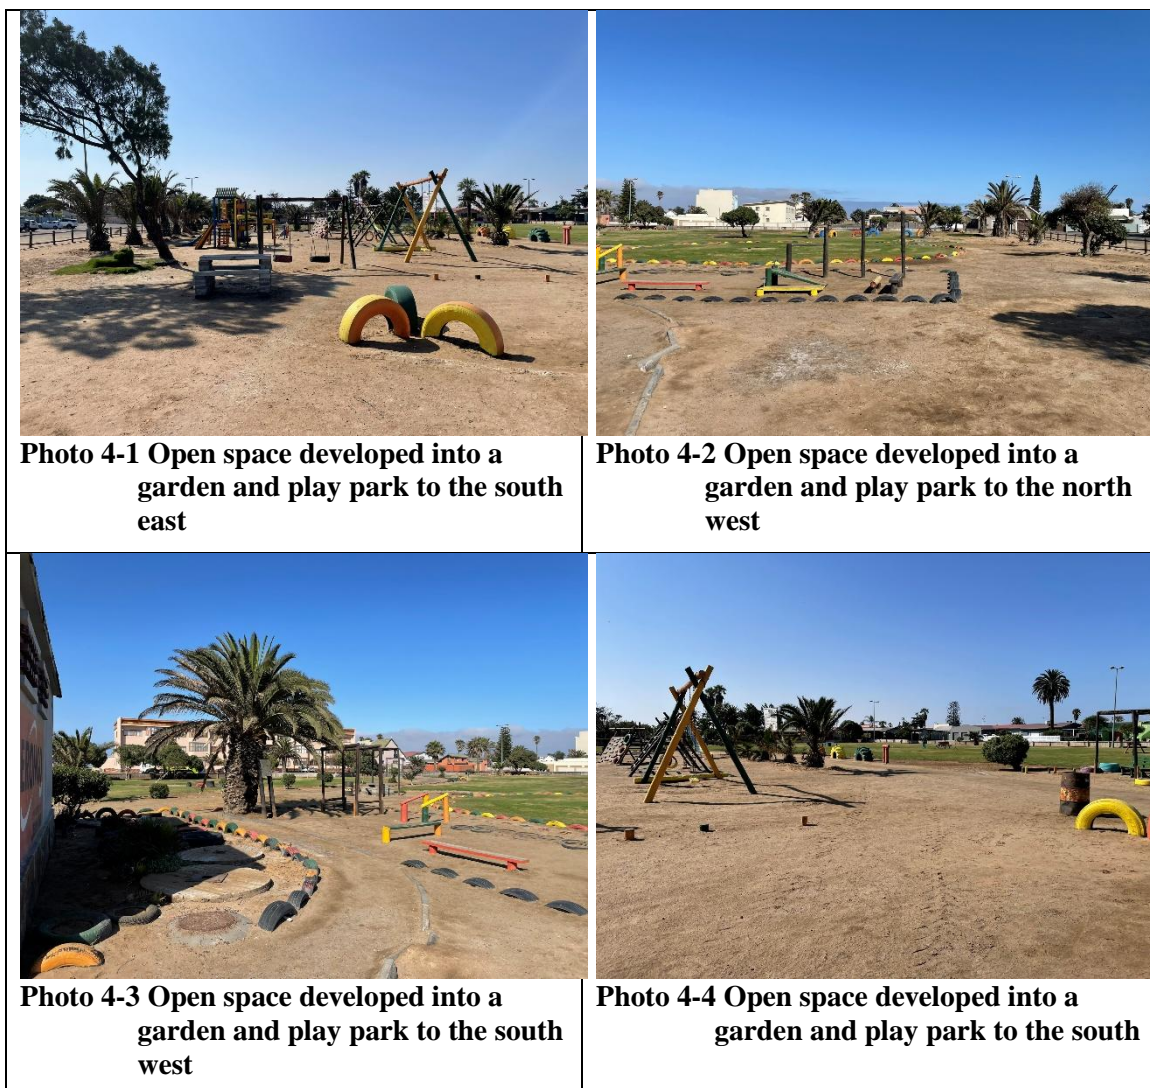 Photo 4-1 Open space developed into a
garden and play park to the south
east
Photo 4-2 Open space developed into a
garden and play park to the north
west
Photo 4-3 Open space developed into a
garden and play park to the south
west
Photo 4-4 Open space developed into a
garden and play park to the south